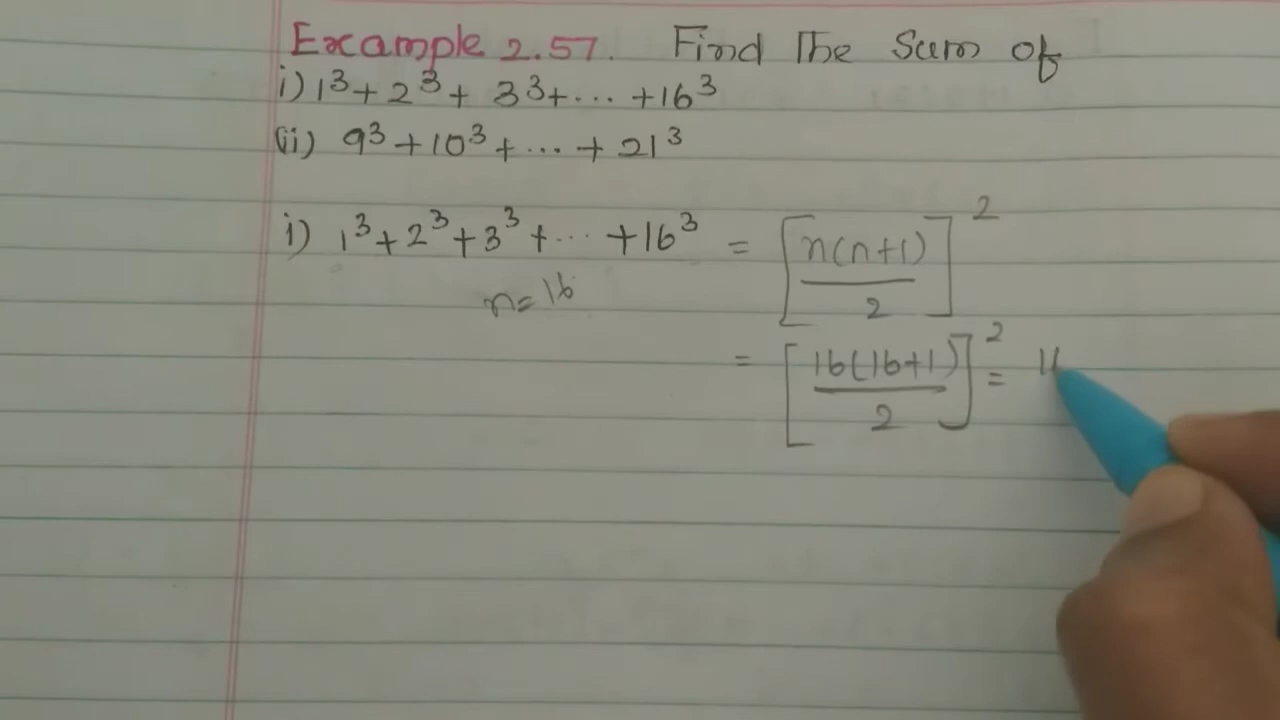 Example 2.57. Find The Sum of
i) 1³ + 2³ + 3³ + ... + 16³
(ii) 9³ + 10³ + ... + 21³
i) 1³ + 2³ + 3³ + ... + 16³ = [n(n+1)/2]²
n = 16
= [16(16+1)/2]² =